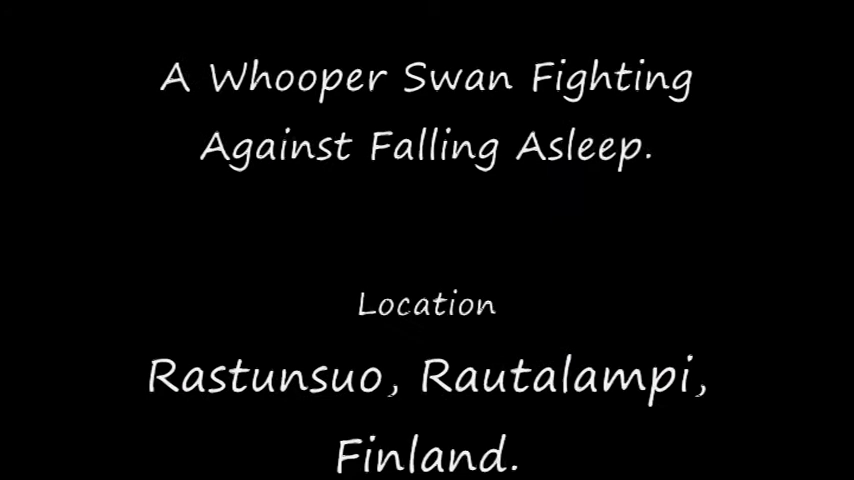 A Whooper Swan Fighting
Against Falling Asleep.
Location
Rastunsuo, Rautalampi,
Finland.